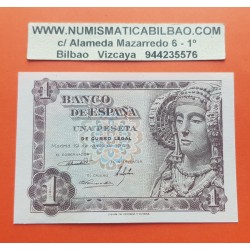 WWW.NUMISMATICABILBAO.COM
c/ Alameda Mazarredo 6 - 1º
Bilbao Vizcaya 944235576
BANCO
DE ESPAÑA
UNA PESETA
DE CURSO LEGAL
1
1